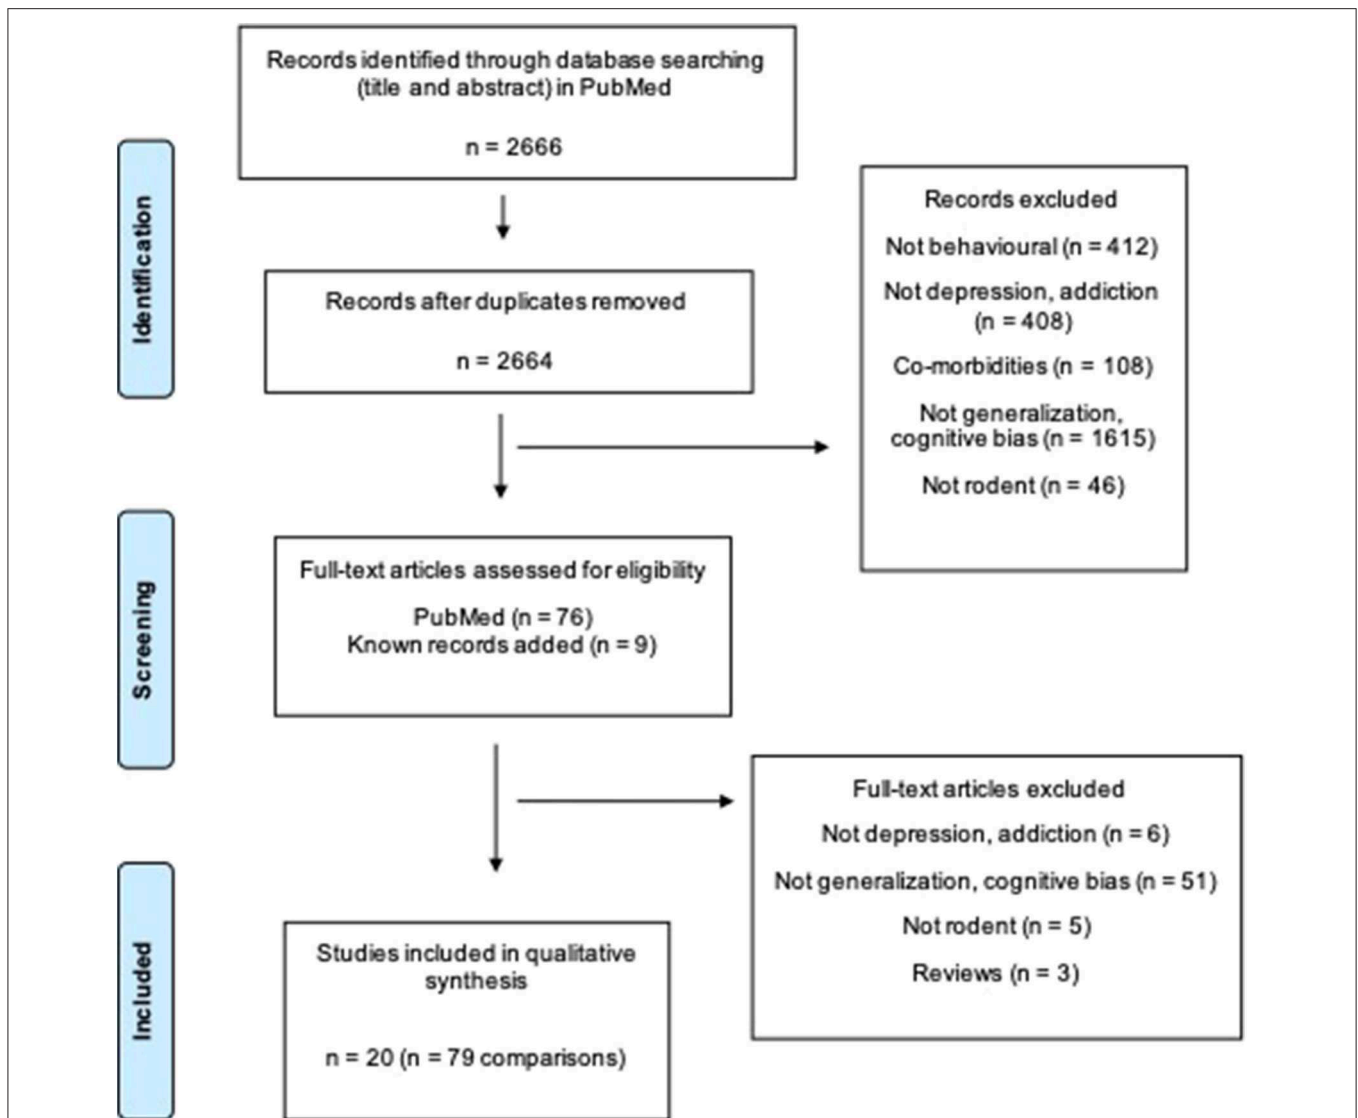 Records identified through database searching
(title and abstract) in PubMed
n = 2666
Identification
Records after duplicates removed
n = 2664
Records excluded
Not behavioural (n = 412)
Not depression, addiction
(n = 408)
Co-morbidities (n = 108)
Not generalization,
cognitive bias (n = 1615)
Not rodent (n = 46)
Screening
Full-text articles assessed for eligibility
PubMed (n = 76)
Known records added (n = 9)
Full-text articles excluded
Not depression, addiction (n = 6)
Not generalization, cognitive bias (n = 51)
Not rodent (n = 5)
Reviews (n = 3)
Included
Studies included in qualitative
synthesis
n = 20 (n = 79 comparisons)